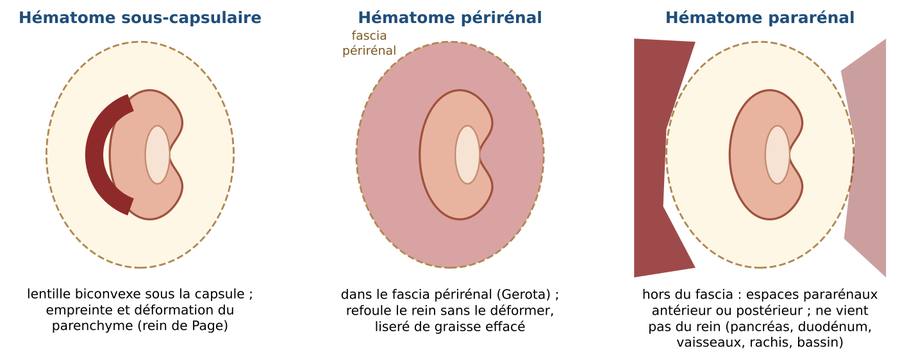 Hématome sous-capsulaire
lentille biconvexe sous la capsule ;
empreinte et déformation du
parenchyme (rein de Page)
Hématome périrénal
fascia
périrénal
dans le fascia périrénal (Gerota) ;
refoule le rein sans le déformer,
liseré de graisse effacé
Hématome pararénal
hors du fascia : espaces pararénaux
antérieur ou postérieur ; ne vient
pas du rein (pancréas, duodénum,
vaisseaux, rachis, bassin)